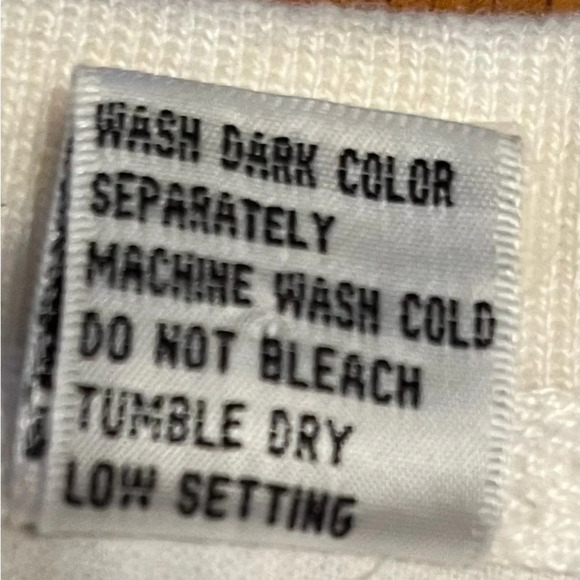 WASH DARK COLOR
SEPARATELY
MACHINE WASH COLD
DO NOT BLEACH
TUMBLE DRY
LOW SETTING